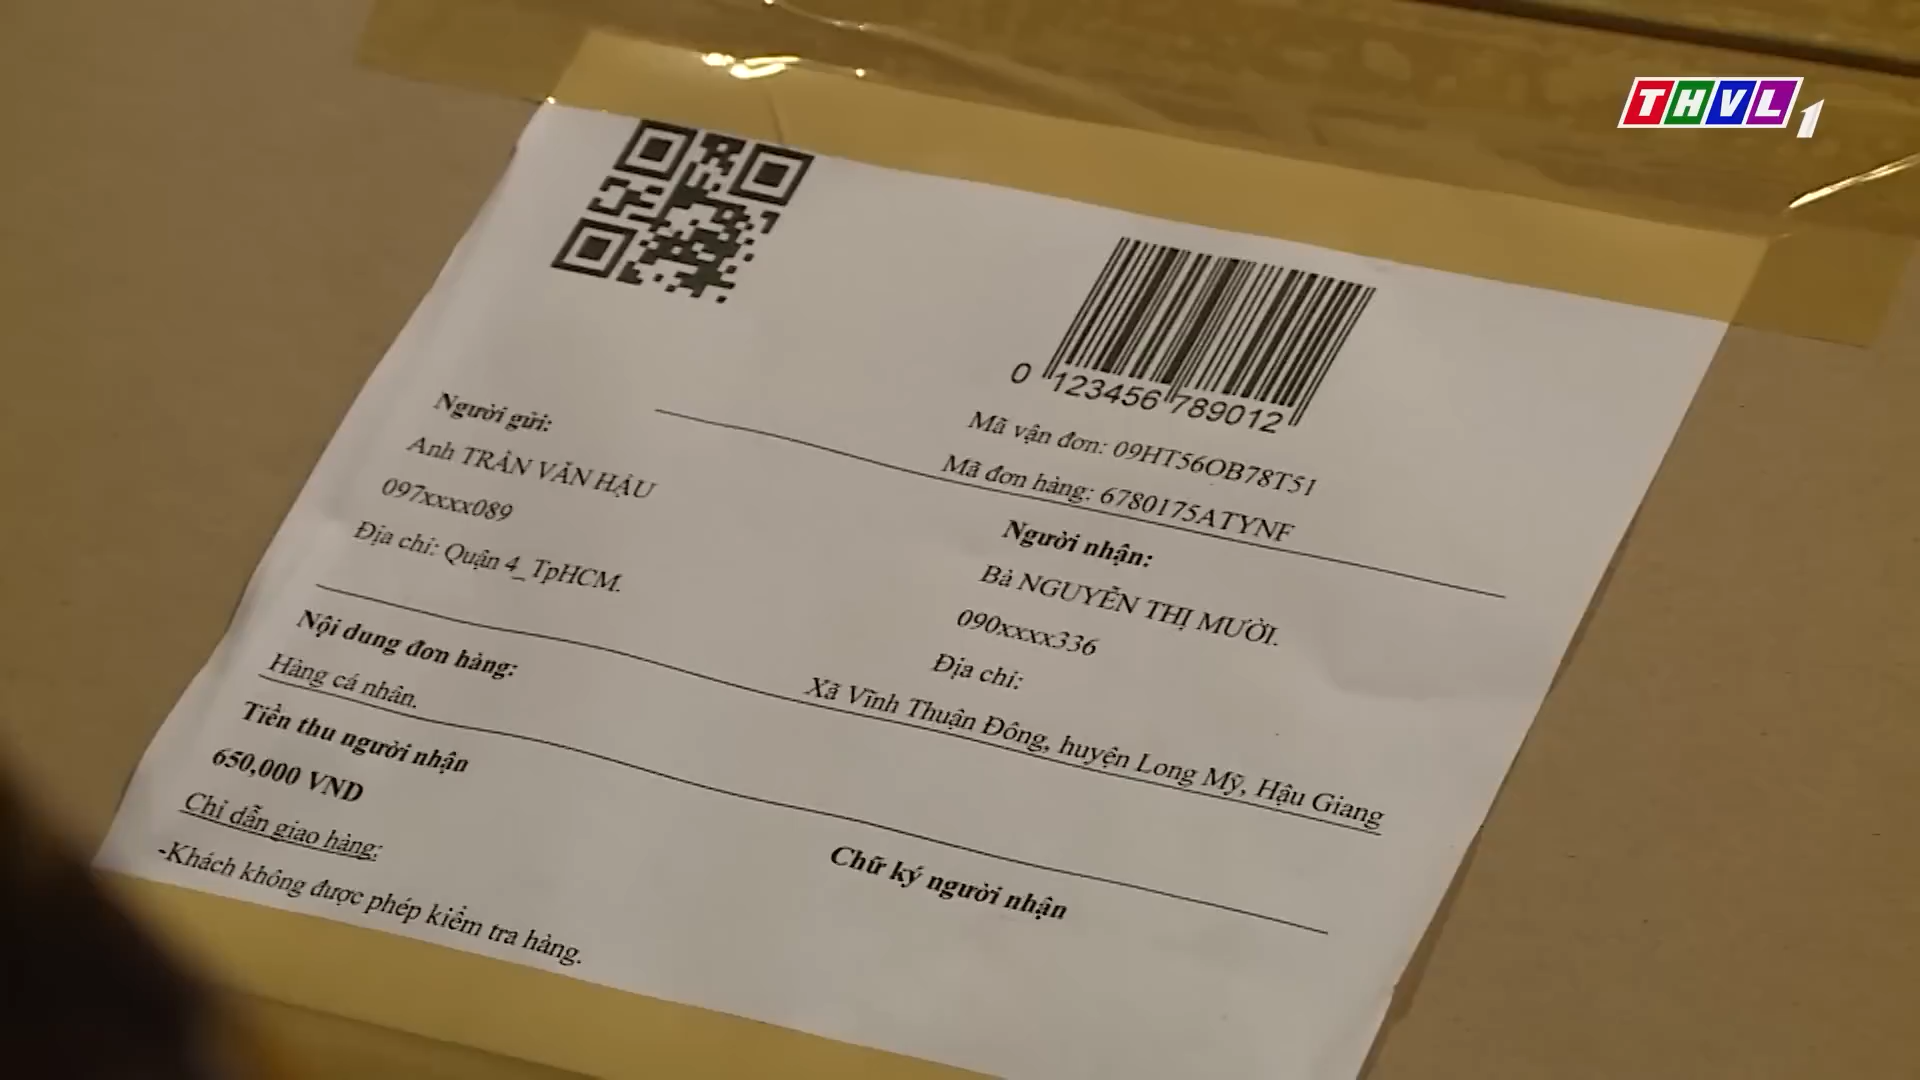 THVL1
0 123456 789012
Mã vận đơn: 09HT56OB78T51
Mã đơn hàng: 6780175ATYNF
Người gửi:
Anh TRẦN VĂN HẬU
097xxxx089
Địa chỉ: Quận 4_TpHCM.
Người nhận:
Bà NGUYỄN THỊ MƯỜI.
090xxxx336
Địa chỉ:
Xã Vĩnh Thuận Đông, huyện Long Mỹ, Hậu Giang
Nội dung đơn hàng:
Hàng cá nhân.
Tiền thu người nhận
650,000 VND
Chỉ dẫn giao hàng:
-Khách không được phép kiểm tra hàng.
Chữ ký người nhận